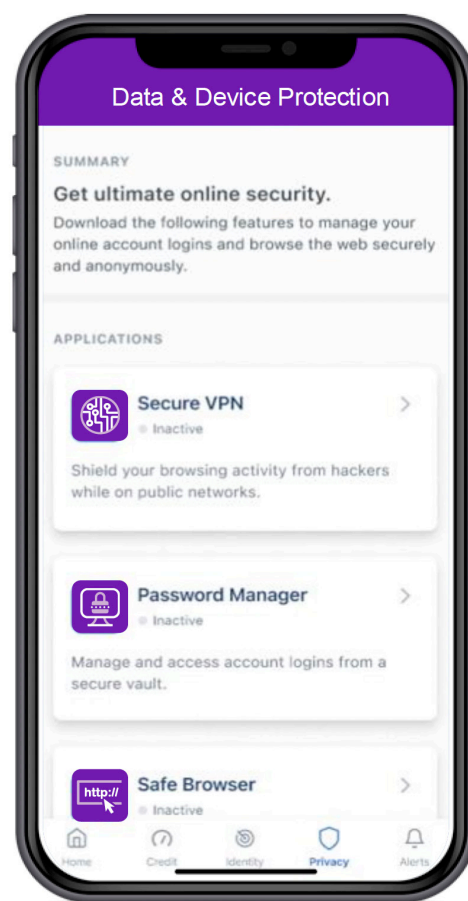 Data & Device Protection
SUMMARY
Get ultimate online security.
Download the following features to manage your
online account logins and browse the web securely
and anonymously.
APPLICATIONS
Secure VPN
Inactive
Shield your browsing activity from hackers
while on public networks.
Password Manager
Inactive
Manage and access account logins from a
secure vault.
http://
Safe Browser
Inactive
Home Credit Identity Privacy Alerts